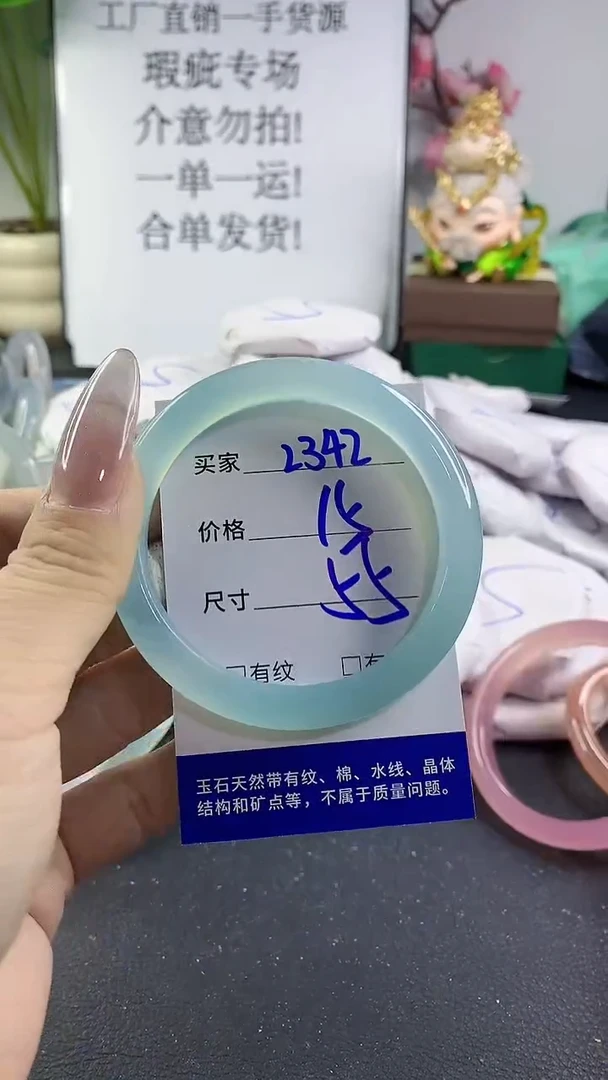 工厂直销一手货源
瑕疵专场
介意勿拍!
一单一运!
合单发货!
买家 2342
价格
尺寸
□有纹 □有
玉石天然带有纹、棉、水线、晶体
结构和矿点等，不属于质量问题。